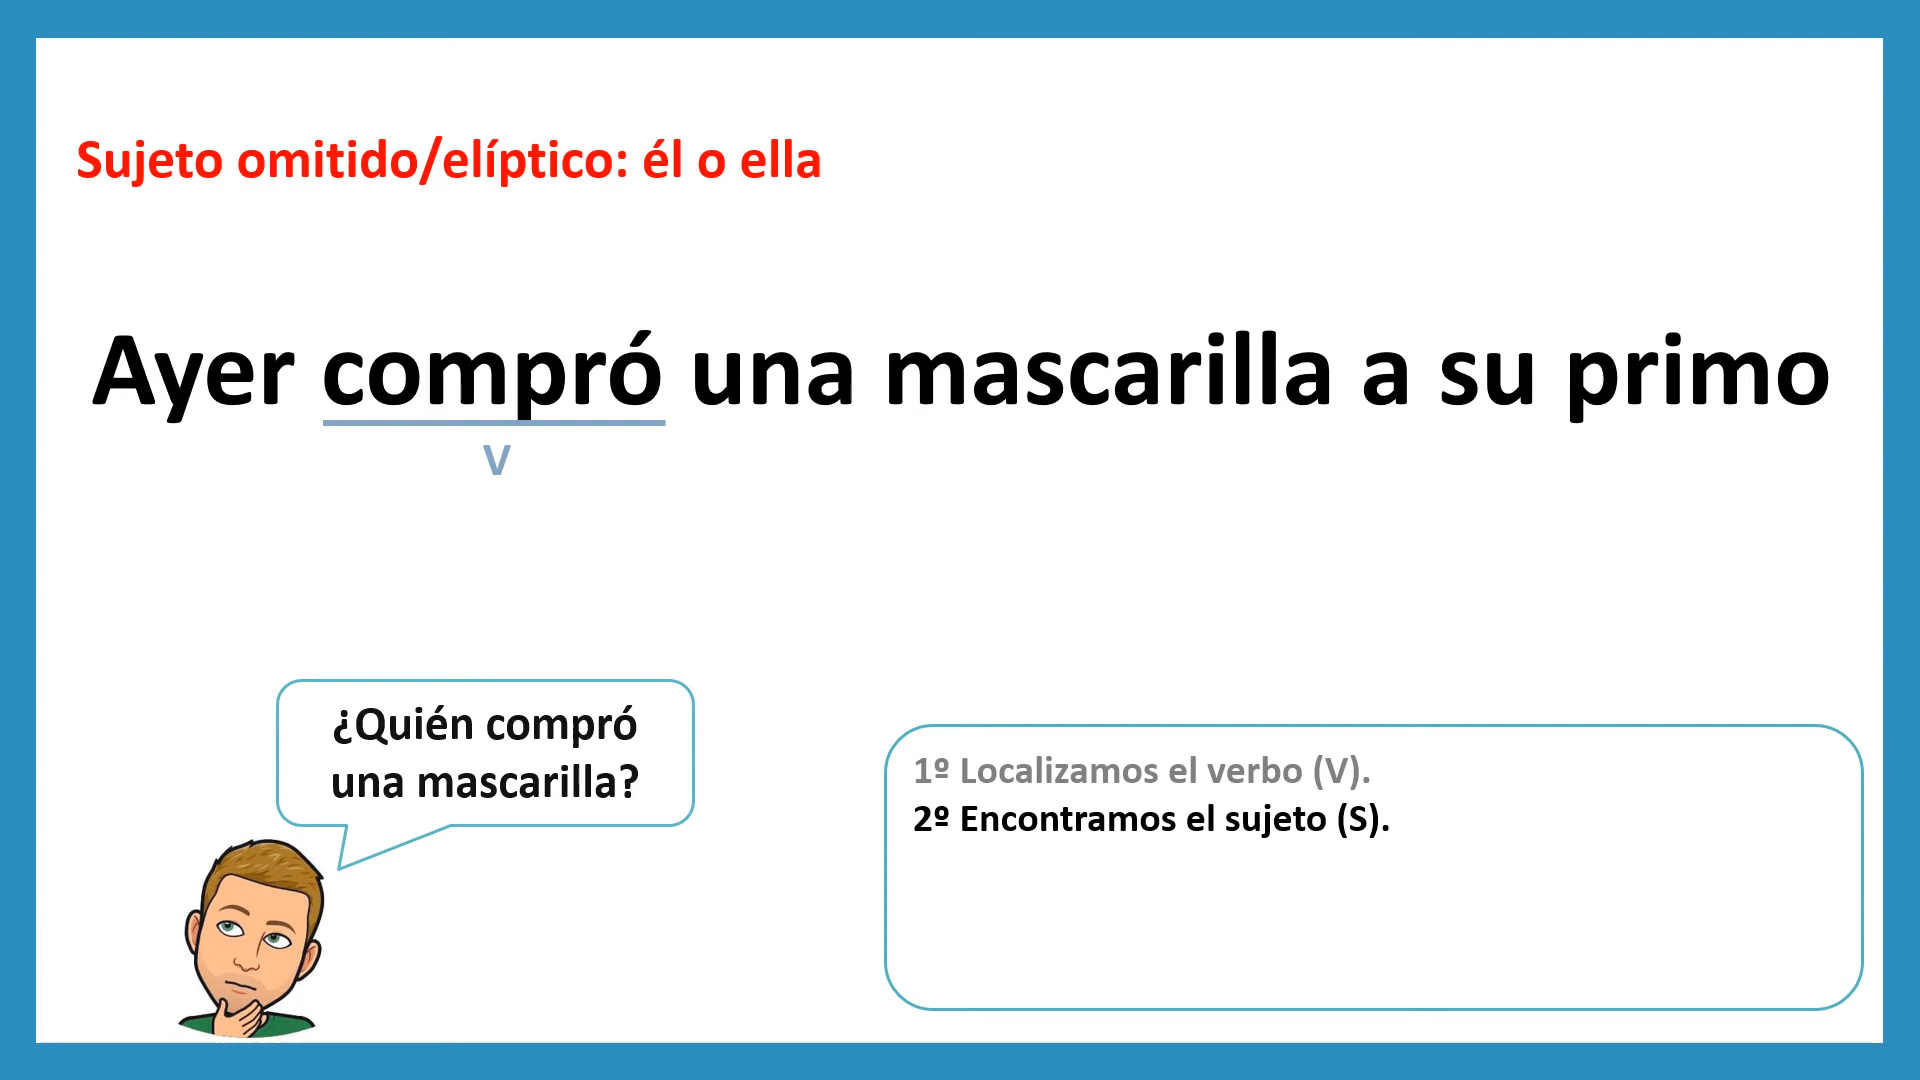 Sujeto omitido/elíptico: él o ella
Ayer compró una mascarilla a su primo
V
¿Quién compró
una mascarilla?
1º Localizamos el verbo (V).
2º Encontramos el sujeto (S).